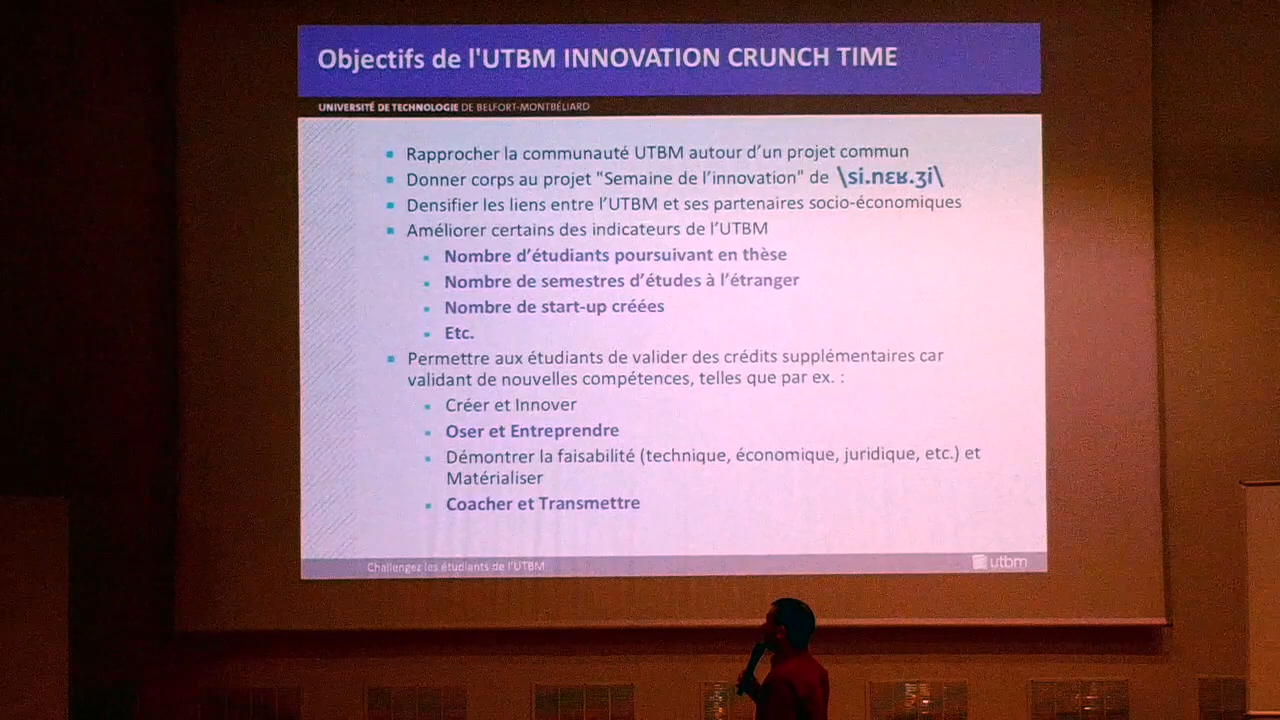 Objectifs de l'UTBM INNOVATION CRUNCH TIME
UNIVERSITÉ DE TECHNOLOGIE DE BELFORT-MONTBÉLIARD
Rapprocher la communauté UTBM autour d'un projet commun
Donner corps au projet "Semaine de l'innovation" de \si.nɛʁ.ʒi\
Densifier les liens entre l'UTBM et ses partenaires socio-économiques
Améliorer certains des indicateurs de l'UTBM
Nombre d'étudiants poursuivant en thèse
Nombre de semestres d'études à l'étranger
Nombre de start-up créées
Etc.
Permettre aux étudiants de valider des crédits supplémentaires car
validant de nouvelles compétences, telles que par ex. :
Créer et Innover
Oser et Entreprendre
Démontrer la faisabilité (technique, économique, juridique, etc.) et
Matérialiser
Coacher et Transmettre
Challengez les étudiants de l'UTBM
utbm